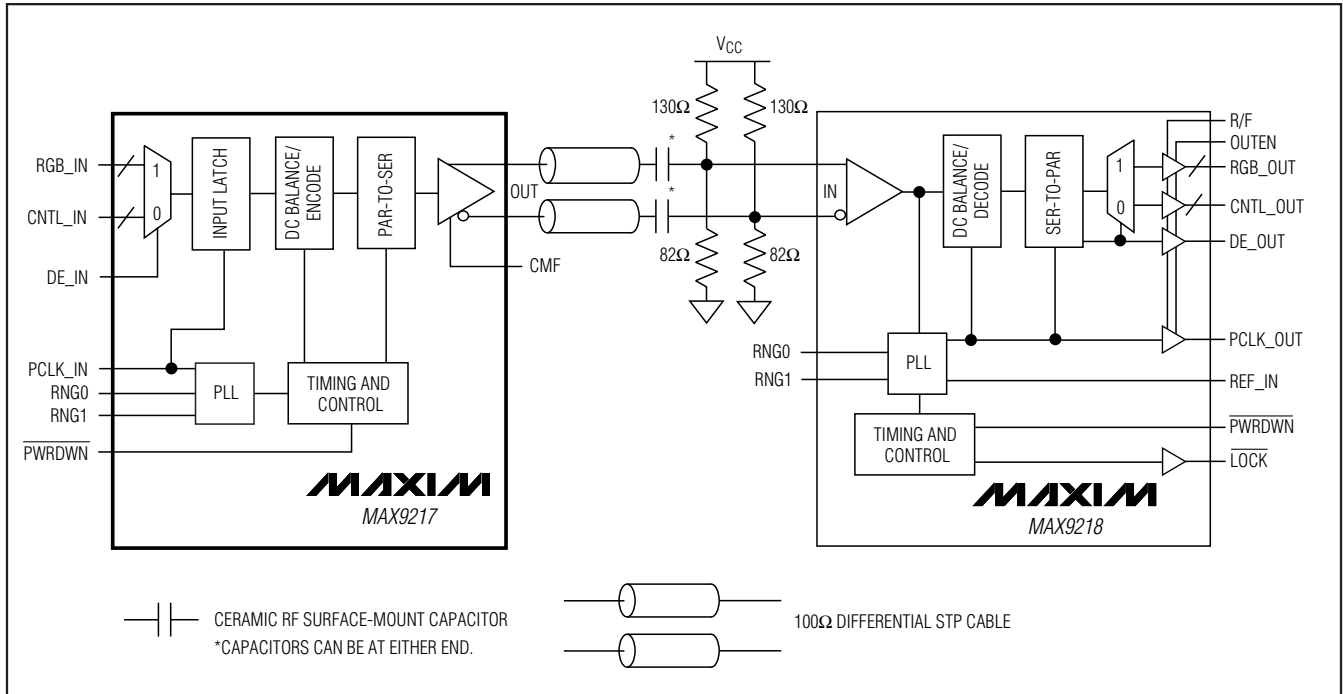 VCC
130Ω
130Ω
*
*
82Ω
82Ω
RGB_IN
CNTL_IN
DE_IN
PCLK_IN
RNG0
RNG1
PWRDWN
1
0
INPUT LATCH
DC BALANCE/
ENCODE
PAR-TO-SER
OUT
CMF
PLL
TIMING AND
CONTROL
MAXIM
MAX9217
IN
DC BALANCE/
DECODE
SER-TO-PAR
1
0
R/F
OUTEN
RGB_OUT
CNTL_OUT
DE_OUT
PCLK_OUT
RNG0
RNG1
PLL
REF_IN
TIMING AND
CONTROL
PWRDWN
LOCK
MAXIM
MAX9218
CERAMIC RF SURFACE-MOUNT CAPACITOR
*CAPACITORS CAN BE AT EITHER END.
100Ω DIFFERENTIAL STP CABLE